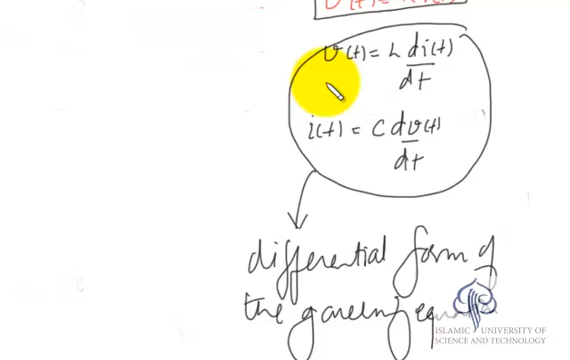 v(t) = L di(t)/dt
i(t) = C dv(t)/dt
differential form of
the
ISLAMIC UNIVERSITY OF
SCIENCE AND TECHNOLOGY